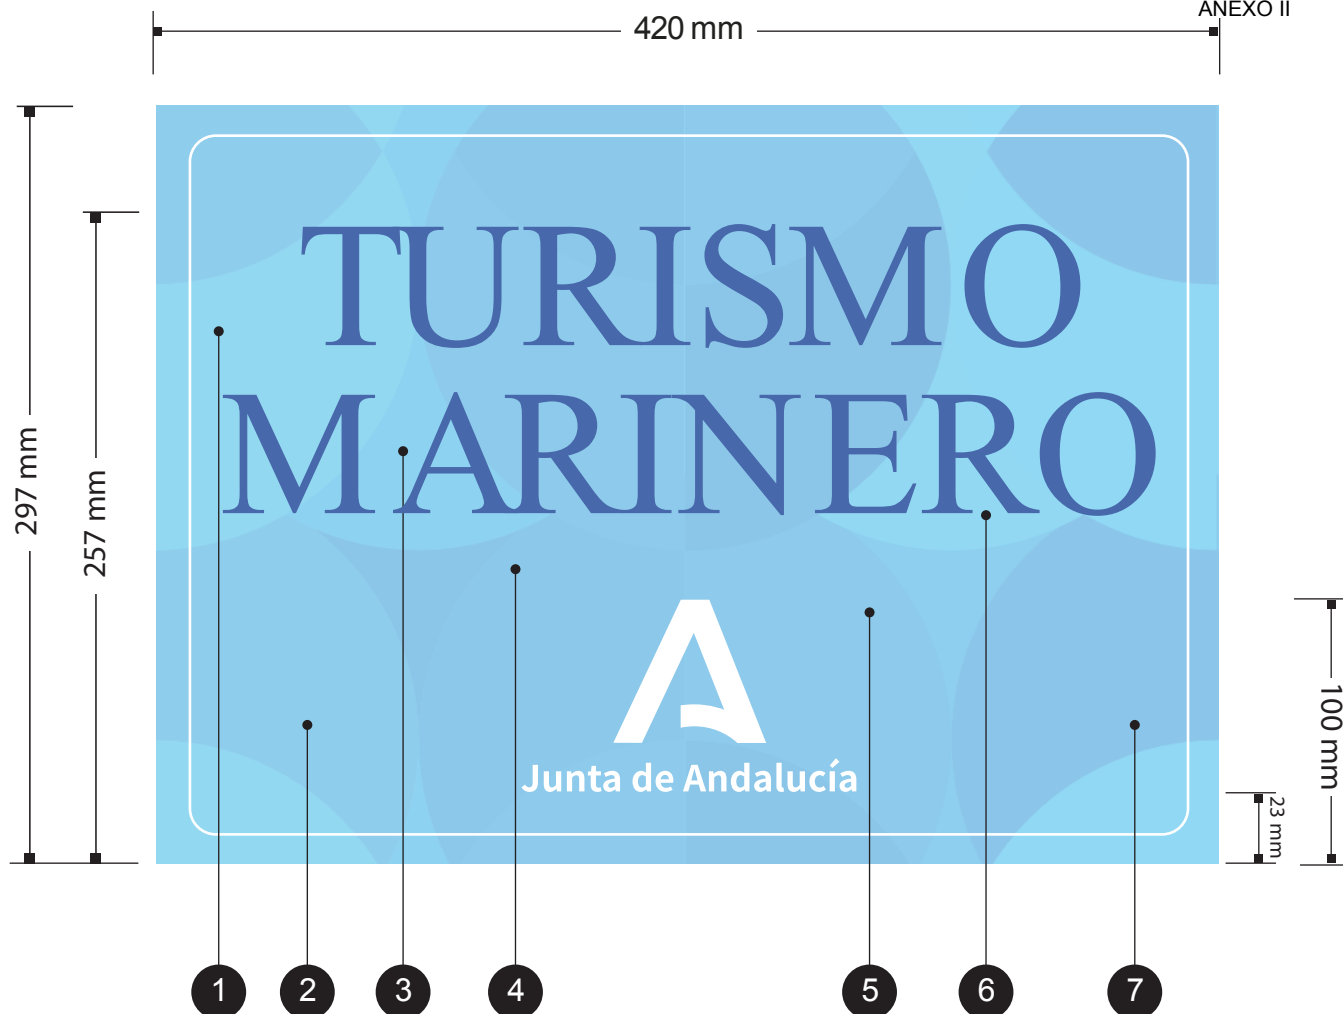 ANEXO II
420 mm
297 mm
257 mm
TURISMO
MARINERO
Junta de Andalucía
100 mm
23 mm
1 2 3 4 5 6 7